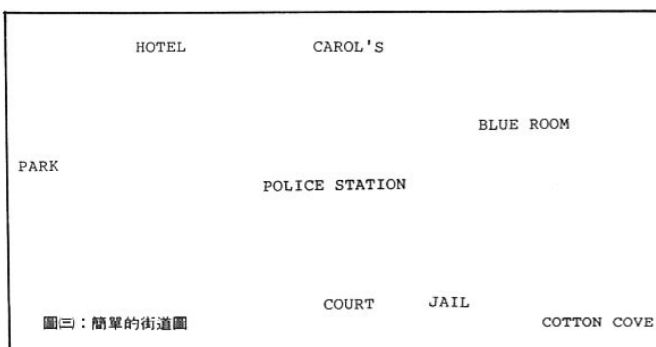 HOTEL CAROL'S
BLUE ROOM
PARK
POLICE STATION
COURT JAIL
圖㈢：簡單的街道圖 COTTON COVE